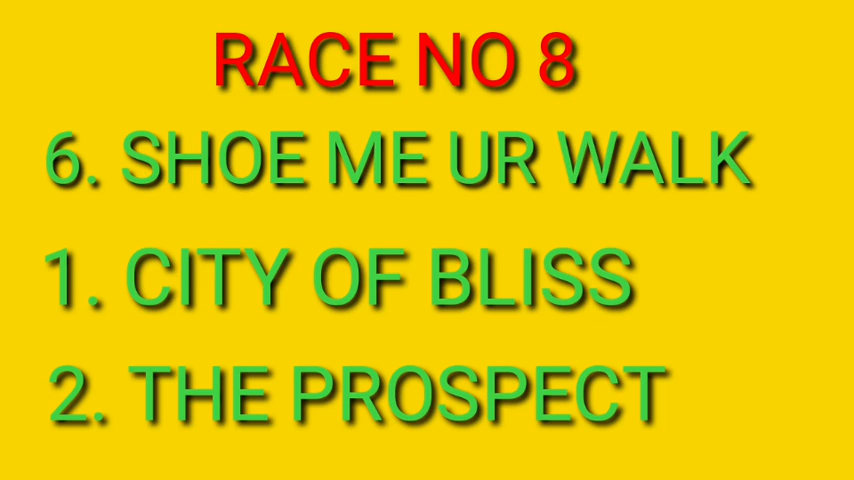 RACE NO 8
6. SHOE ME UR WALK
1. CITY OF BLISS
2. THE PROSPECT